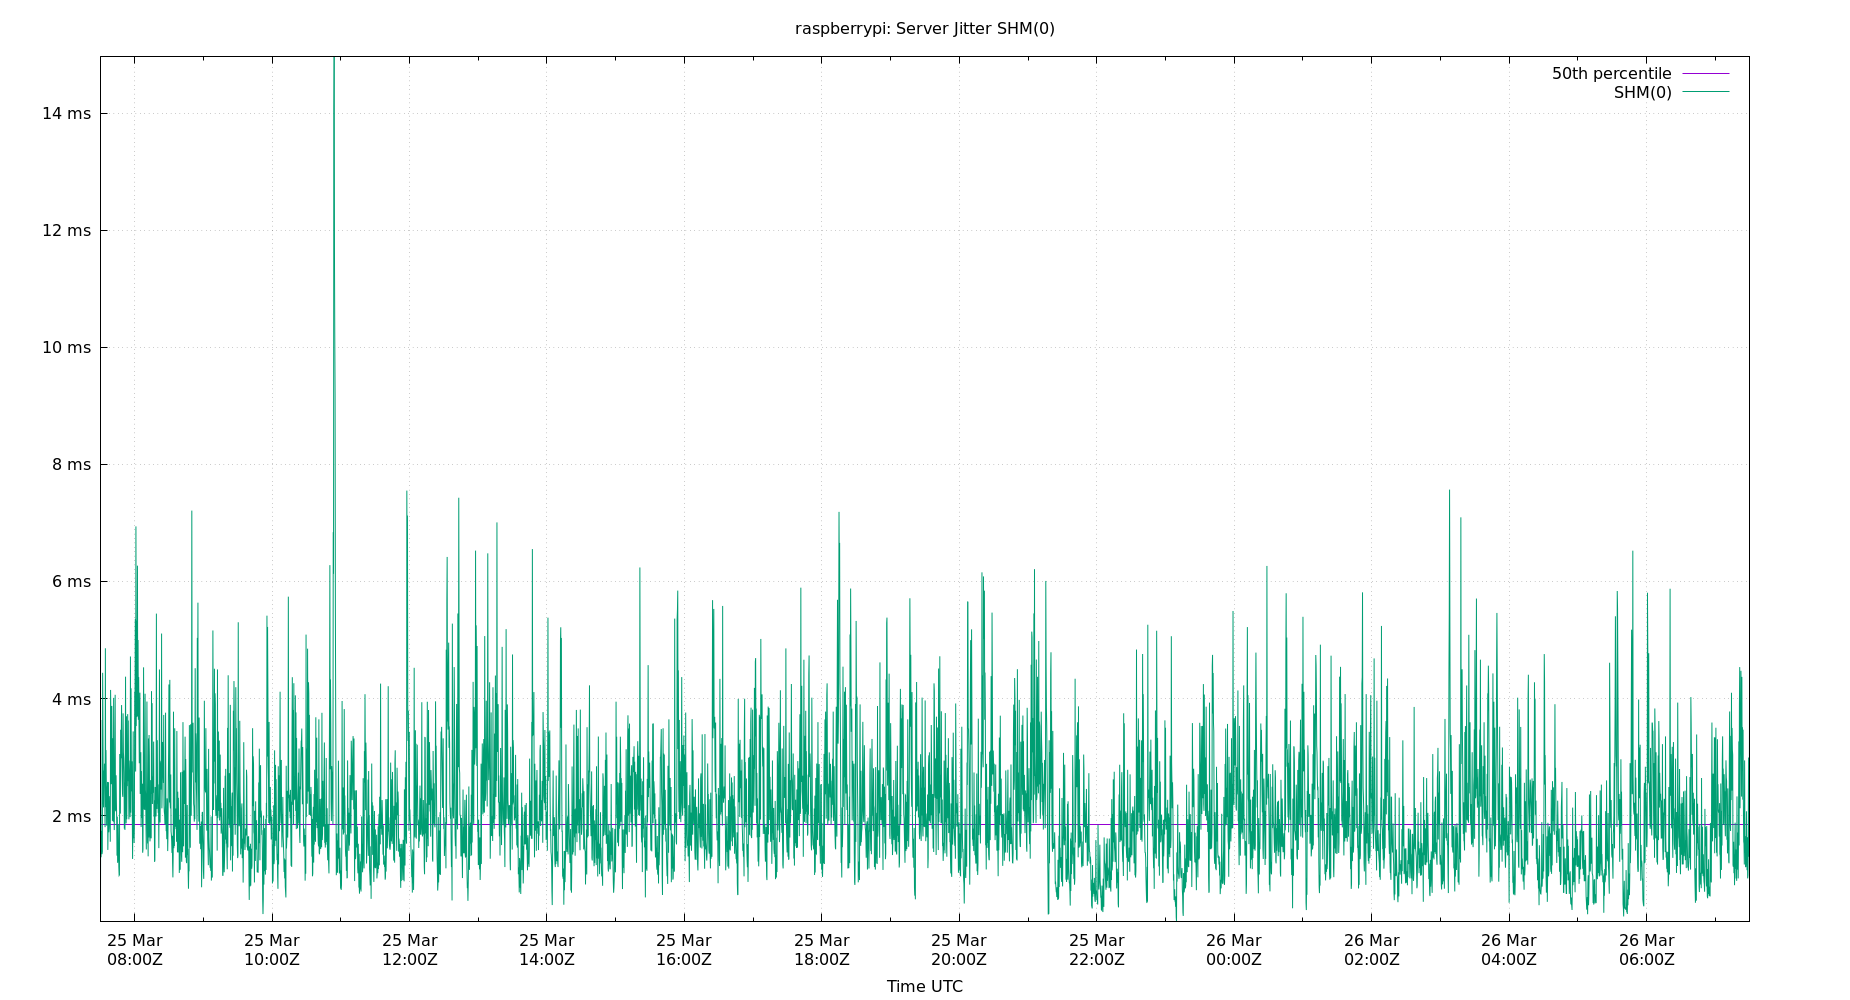 raspberrypi: Server Jitter SHM(0)
50th percentile
SHM(0)
14 ms
12 ms
10 ms
8 ms
6 ms
4 ms
2 ms
25 Mar 25 Mar 25 Mar 25 Mar 25 Mar 25 Mar 25 Mar 25 Mar 26 Mar 26 Mar 26 Mar 26 Mar
08:00Z 10:00Z 12:00Z 14:00Z 16:00Z 18:00Z 20:00Z 22:00Z 00:00Z 02:00Z 04:00Z 06:00Z
Time UTC